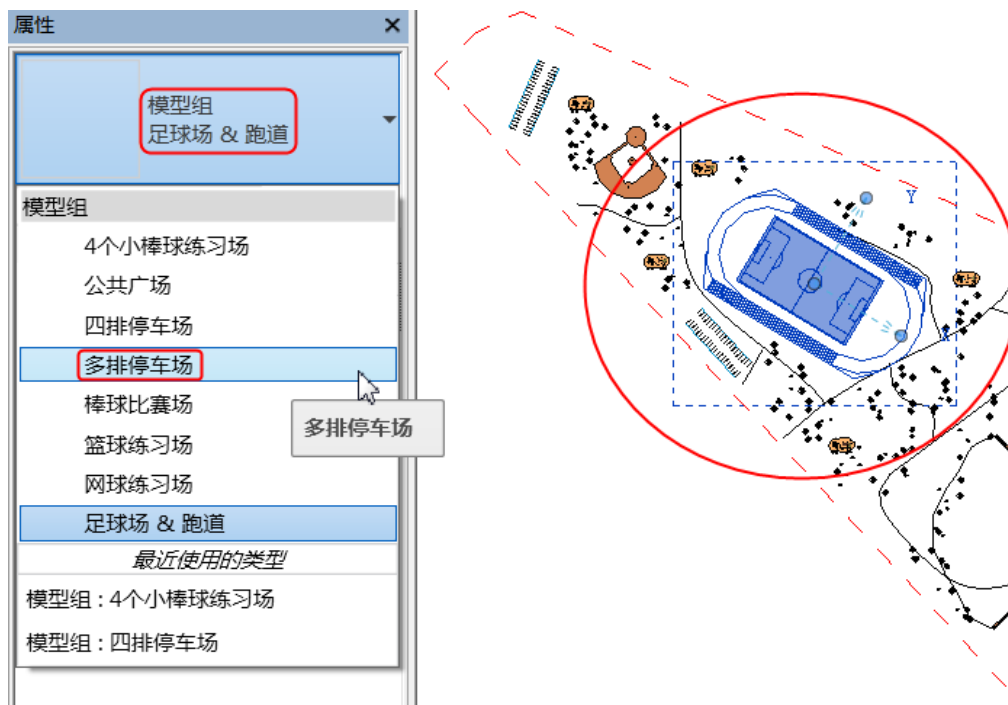 属性
模型组
足球场 & 跑道
模型组
4个小棒球练习场
公共广场
四排停车场
多排停车场
棒球比赛场
多排停车场
篮球练习场
网球练习场
足球场 & 跑道
最近使用的类型
模型组 : 4个小棒球练习场
模型组 : 四排停车场
Y
X